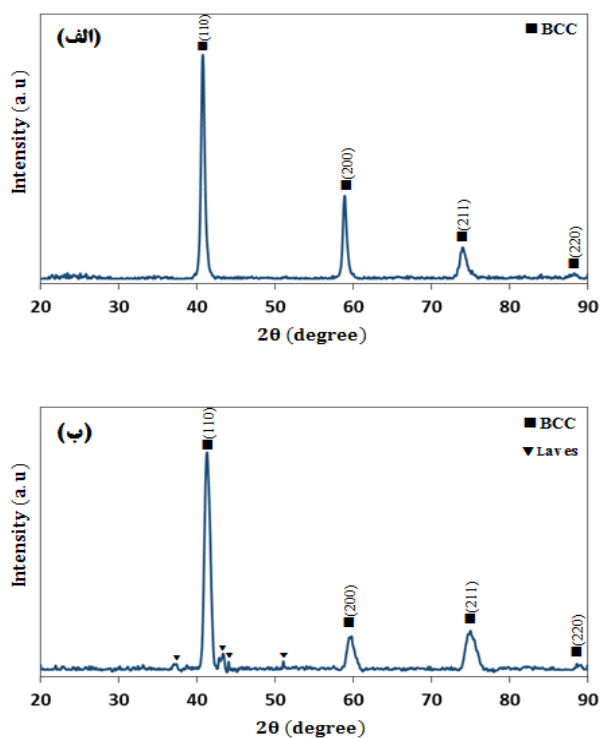 (الف)
■ BCC
■(110)
■(200)
■(211)
■(220)
Intensity (a.u)
20 30 40 50 60 70 80 90
2θ (degree)
(ب)
■ BCC
▼ Laves
■(110)
■(200)
■(211)
■(220)
Intensity (a.u)
20 30 40 50 60 70 80 90
2θ (degree)